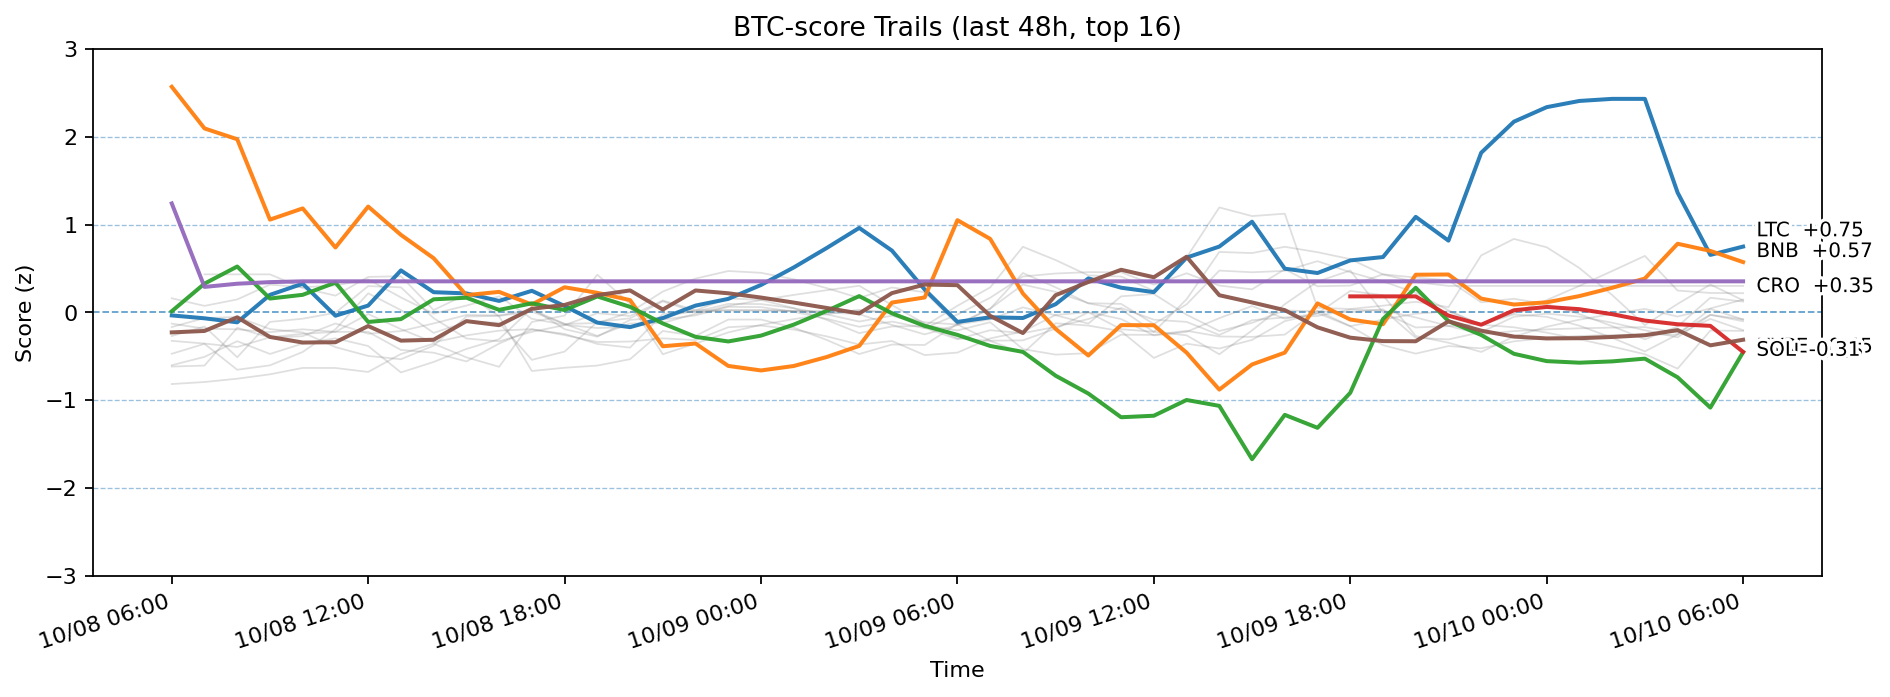 BTC-score Trails (last 48h, top 16)
3
2
1
0
−1
−2
−3
Score (z)
LTC +0.75
BNB +0.57
CRO +0.35
SOL -0.31
10/08 06:00
10/08 12:00
10/08 18:00
10/09 00:00
10/09 06:00
10/09 12:00
10/09 18:00
10/10 00:00
10/10 06:00
Time